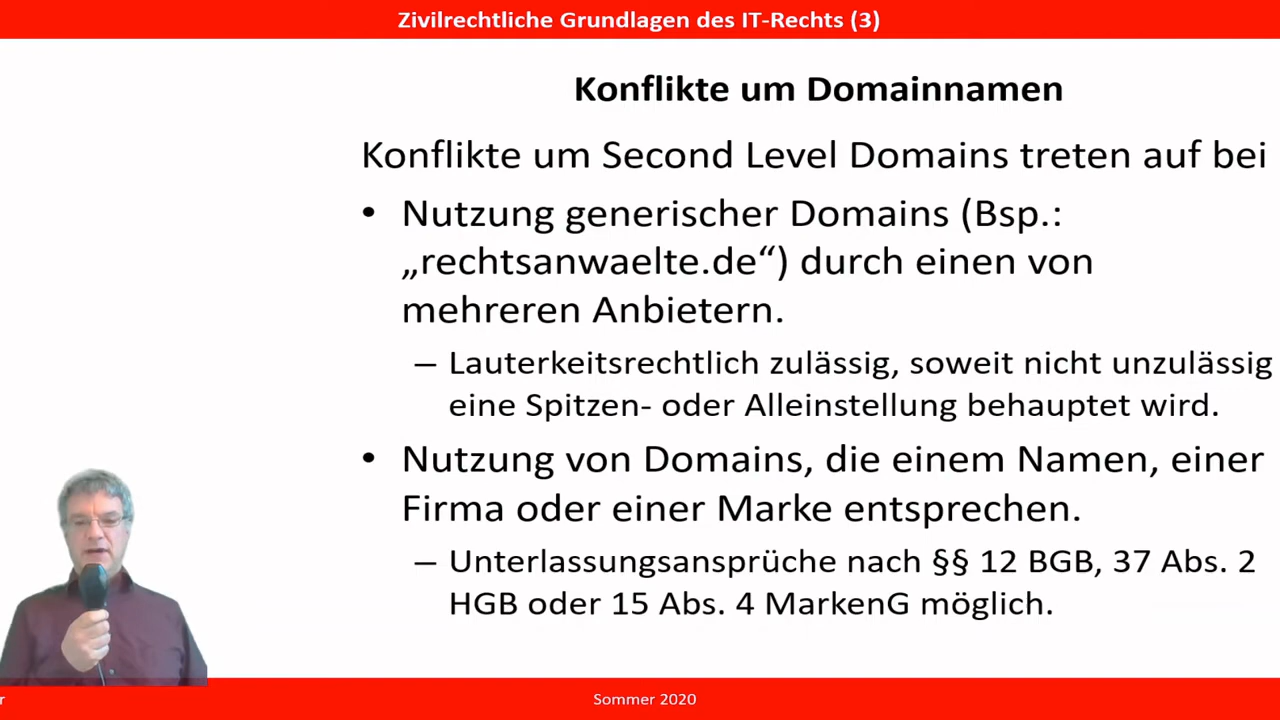 Zivilrechtliche Grundlagen des IT-Rechts (3)
Konflikte um Domainnamen
Konflikte um Second Level Domains treten auf bei
• Nutzung generischer Domains (Bsp.:
„rechtsanwaelte.de“) durch einen von
mehreren Anbietern.
– Lauterkeitsrechtlich zulässig, soweit nicht unzulässig
eine Spitzen- oder Alleinstellung behauptet wird.
• Nutzung von Domains, die einem Namen, einer
Firma oder einer Marke entsprechen.
– Unterlassungsansprüche nach §§ 12 BGB, 37 Abs. 2
HGB oder 15 Abs. 4 MarkenG möglich.
Sommer 2020